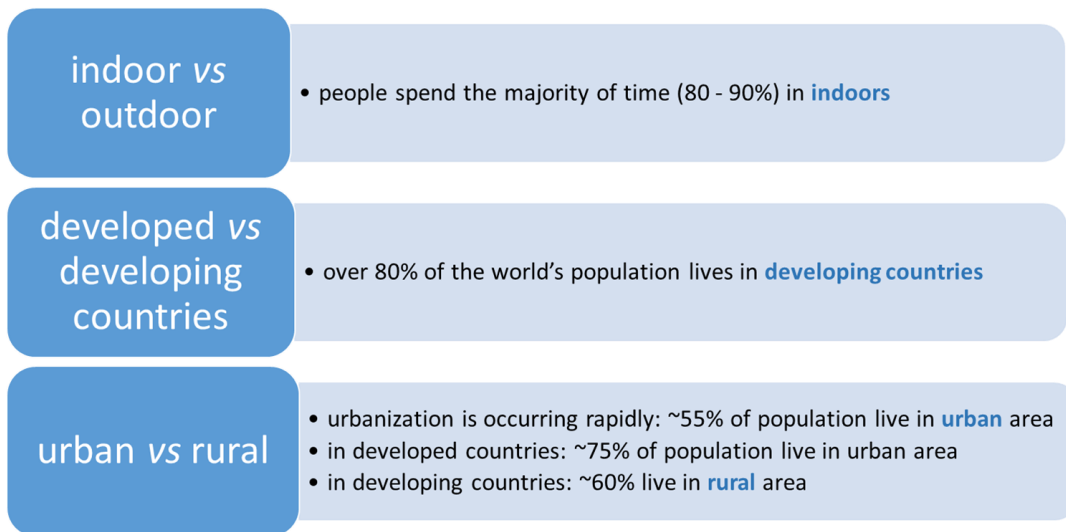 indoor vs
outdoor
• people spend the majority of time (80 - 90%) in indoors
developed vs
developing
countries
• over 80% of the world's population lives in developing countries
urban vs rural
• urbanization is occurring rapidly: ~55% of population live in urban area
• in developed countries: ~75% of population live in urban area
• in developing countries: ~60% live in rural area